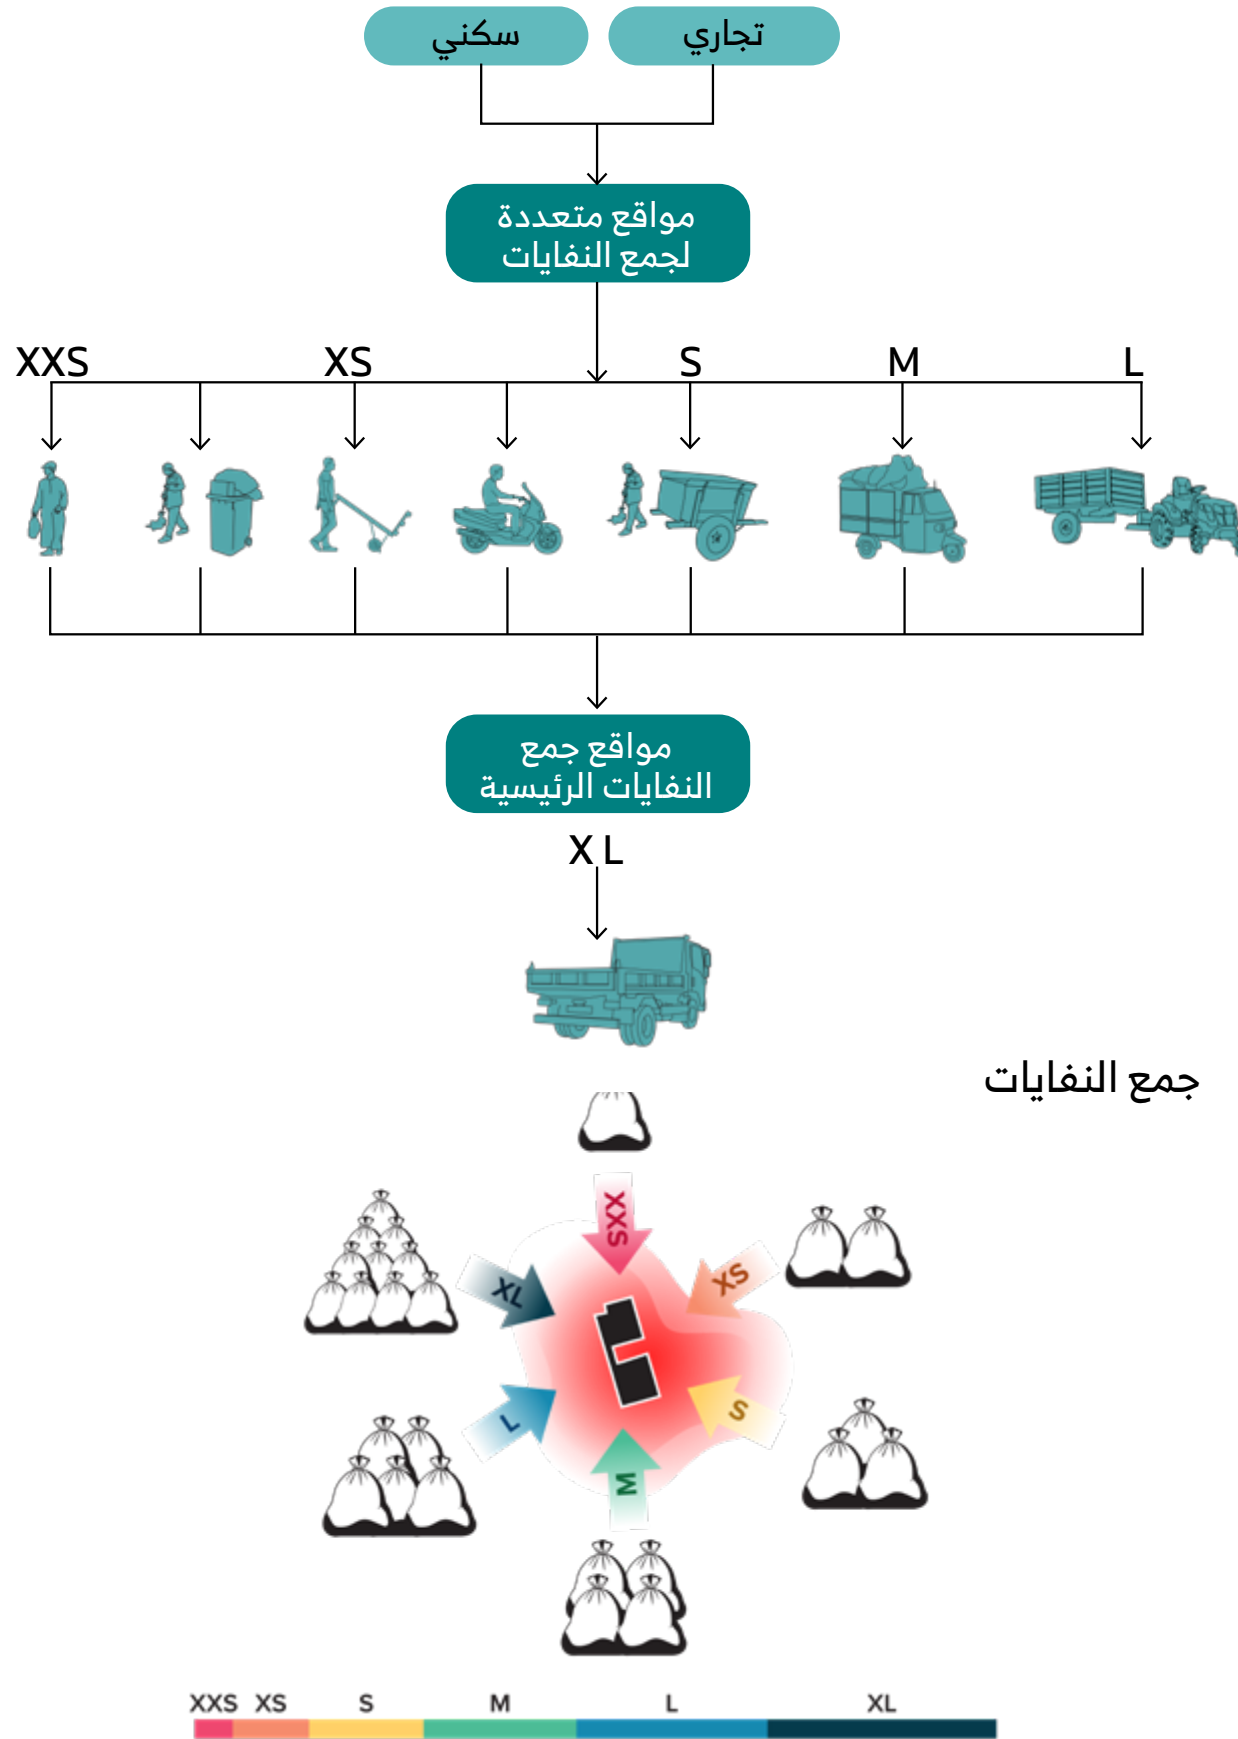 تجاري
سكني
مواقع متعددة
لجمع النفايات
XXS
XS
S
M
L
مواقع جمع
النفايات الرئيسية
X L
جمع النفايات
XXS
XL
XS
L
S
M
XXS XS S M L XL